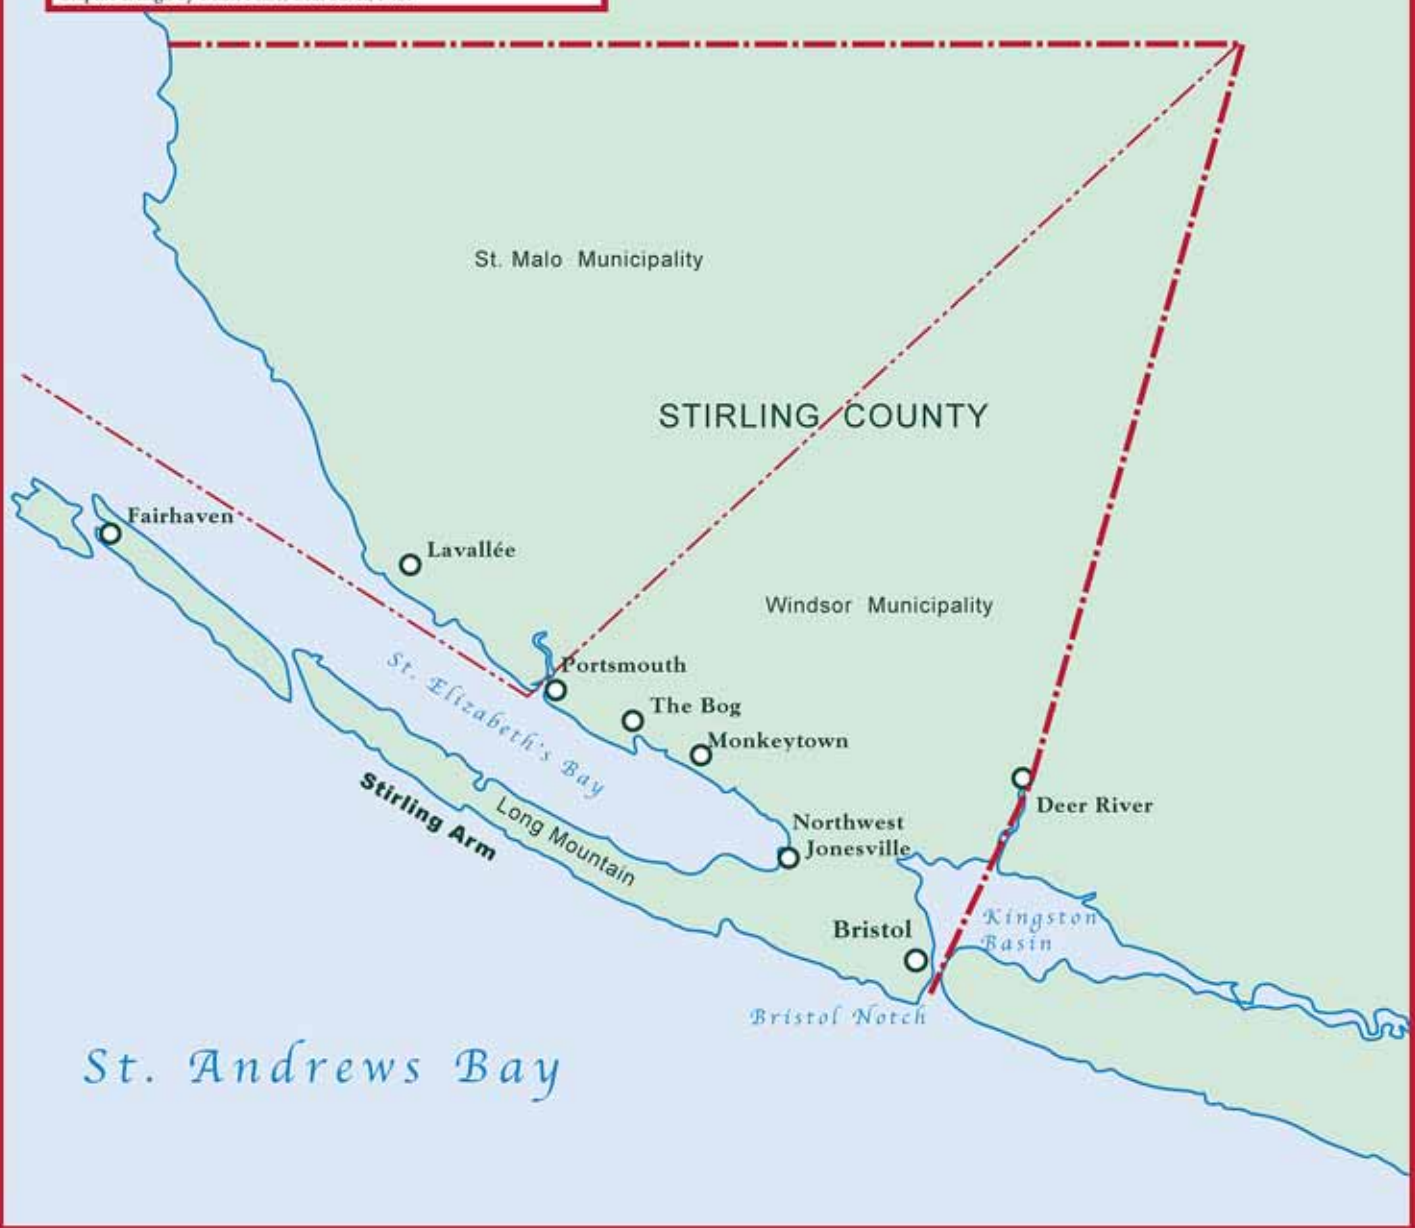 St. Malo Municipality
STIRLING COUNTY
Fairhaven
Lavallée
Windsor Municipality
St. Elizabeth's Bay
Portsmouth
The Bog
Monkeytown
Stirling Arm
Long Mountain
Deer River
Northwest
Jonesville
Kingston
Basin
Bristol
Bristol Notch
St. Andrews Bay